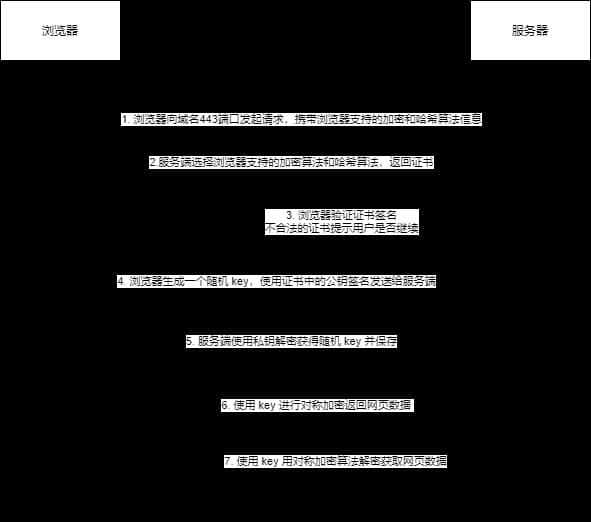 浏览器
服务器
1. 浏览器向域名443端口发起请求，携带浏览器支持的加密和哈希算法信息
2.服务端选择浏览器支持的加密算法和哈希算法，返回证书
3. 浏览器验证证书签名
不合法的证书提示用户是否继续
4. 浏览器生成一个随机 key，使用证书中的公钥签名发送给服务端
5. 服务端使用私钥解密获得随机 key 并保存
6. 使用 key 进行对称加密返回网页数据
7. 使用 key 用对称加密算法解密获取网页数据